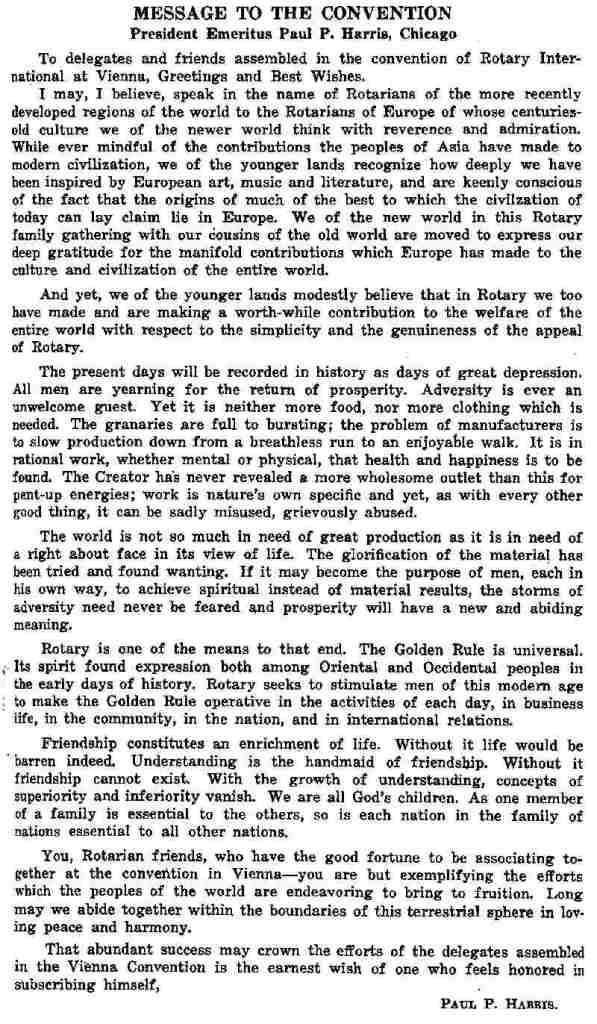 MESSAGE TO THE CONVENTION
President Emeritus Paul P. Harris, Chicago
To delegates and friends assembled in the convention of Rotary Inter-
national at Vienna, Greetings and Best Wishes.
I may, I believe, speak in the name of Rotarians of the more recently
developed regions of the world to the Rotarians of Europe of whose centuries-
old culture we of the newer world think with reverence and admiration.
While ever mindful of the contributions the peoples of Asia have made to
modern civilization, we of the younger lands recognize how deeply we have
been inspired by European art, music and literature, and are keenly conscious
of the fact that the origins of much of the best to which the civilzation of
today can lay claim lie in Europe. We of the new world in this Rotary
family gathering with our cousins of the old world are moved to express our
deep gratitude for the manifold contributions which Europe has made to the
culture and civilization of the entire world.
And yet, we of the younger lands modestly believe that in Rotary we too
have made and are making a worth-while contribution to the welfare of the
entire world with respect to the simplicity and the genuineness of the appeal
of Rotary.
The present days will be recorded in history as days of great depression.
All men are yearning for the return of prosperity. Adversity is ever an
unwelcome guest. Yet it is neither more food, nor more clothing which is
needed. The granaries are full to bursting; the problem of manufacturers is
to slow production down from a breathless run to an enjoyable walk. It is in
rational work, whether mental or physical, that health and happiness is to be
found. The Creator has never revealed a more wholesome outlet than this for
pent-up energies; work is nature's own specific and yet, as with every other
good thing, it can be sadly misused, grievously abused.
The world is not so much in need of great production as it is in need of
a right about face in its view of life. The glorification of the material has
been tried and found wanting. If it may become the purpose of men, each in
his own way, to achieve spiritual instead of material results, the storms of
adversity need never be feared and prosperity will have a new and abiding
meaning.
Rotary is one of the means to that end. The Golden Rule is universal.
Its spirit found expression both among Oriental and Occidental peoples in
the early days of history. Rotary seeks to stimulate men of this modern age
to make the Golden Rule operative in the activities of each day, in business
life, in the community, in the nation, and in international relations.
Friendship constitutes an enrichment of life. Without it life would be
barren indeed. Understanding is the handmaid of friendship. Without it
friendship cannot exist. With the growth of understanding, concepts of
superiority and inferiority vanish. We are all God's children. As one member
of a family is essential to the others, so is each nation in the family of
nations essential to all other nations.
You, Rotarian friends, who have the good fortune to be associating to-
gether at the convention in Vienna—you are but exemplifying the efforts
which the peoples of the world are endeavoring to bring to fruition. Long
may we abide together within the boundaries of this terrestrial sphere in lov-
ing peace and harmony.
That abundant success may crown the efforts of the delegates assembled
in the Vienna Convention is the earnest wish of one who feels honored in
subscribing himself,
PAUL P. HARRIS.